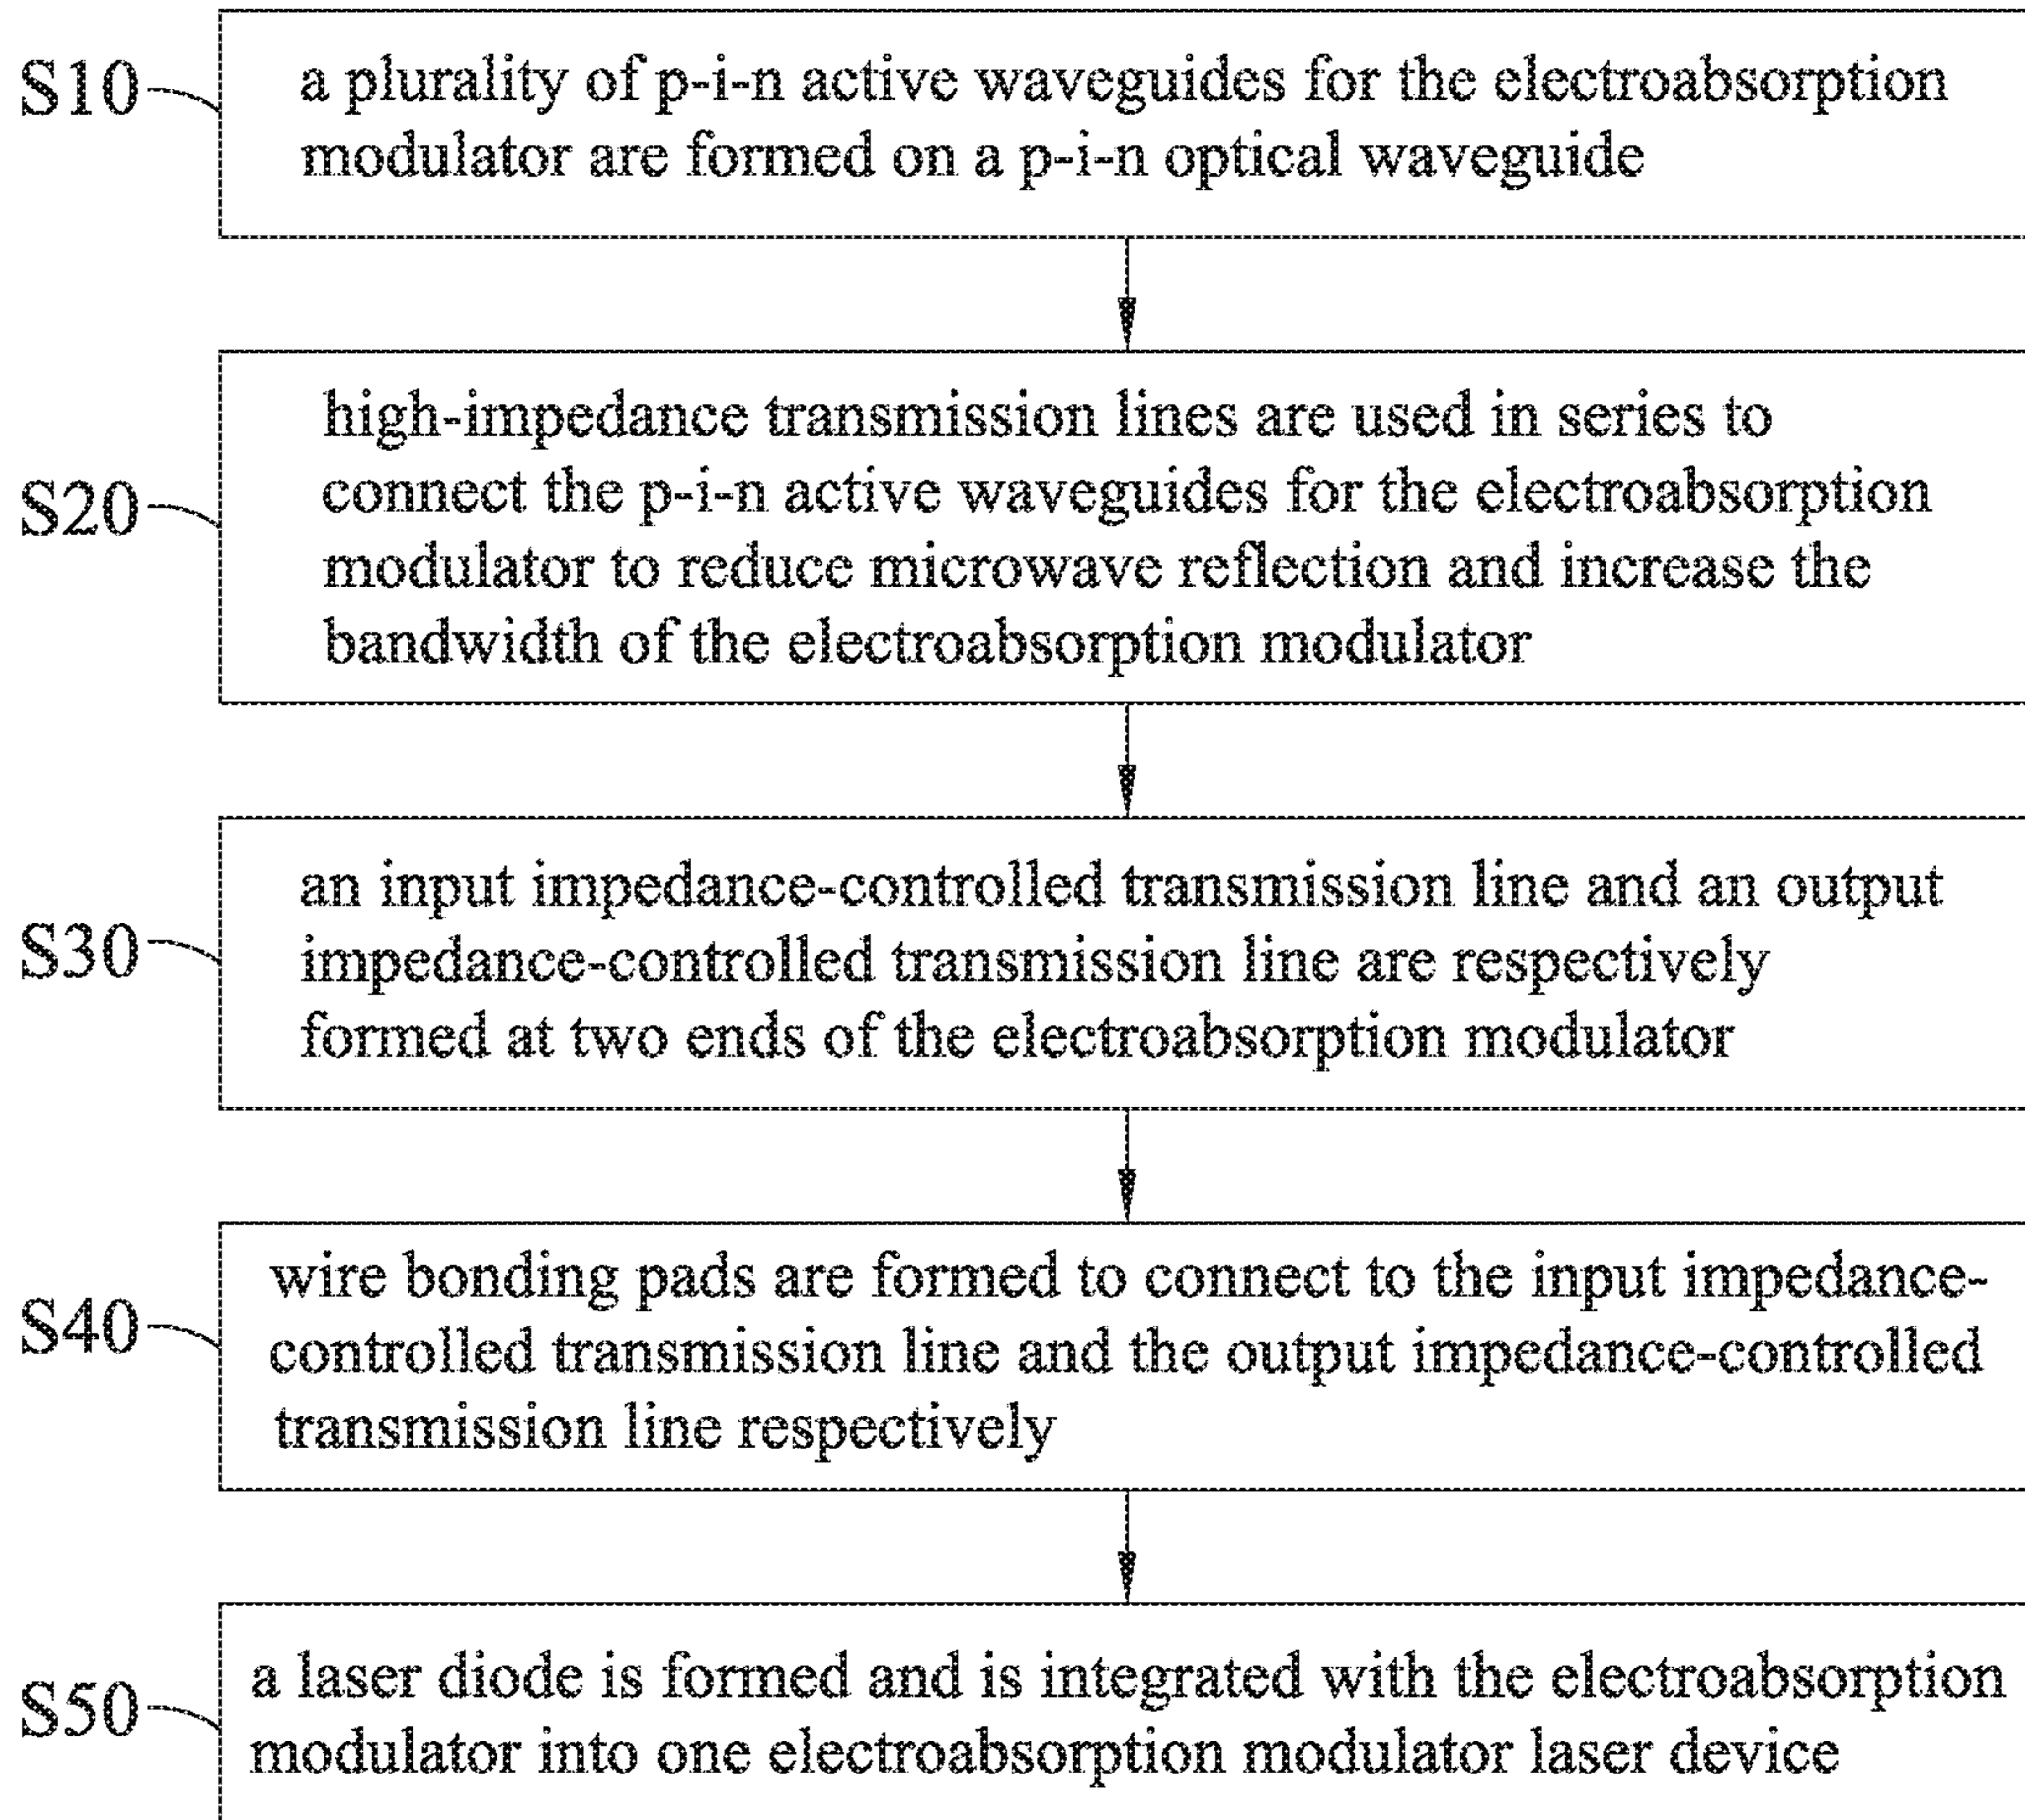 S10
a plurality of p-i-n active waveguides for the electroabsorption
modulator are formed on a p-i-n optical waveguide
S20
high-impedance transmission lines are used in series to
connect the p-i-n active waveguides for the electroabsorption
modulator to reduce microwave reflection and increase the
bandwidth of the electroabsorption modulator
S30
an input impedance-controlled transmission line and an output
impedance-controlled transmission line are respectively
formed at two ends of the electroabsorption modulator
S40
wire bonding pads are formed to connect to the input impedance-
controlled transmission line and the output impedance-controlled
transmission line respectively
S50
a laser diode is formed and is integrated with the electroabsorption
modulator into one electroabsorption modulator laser device